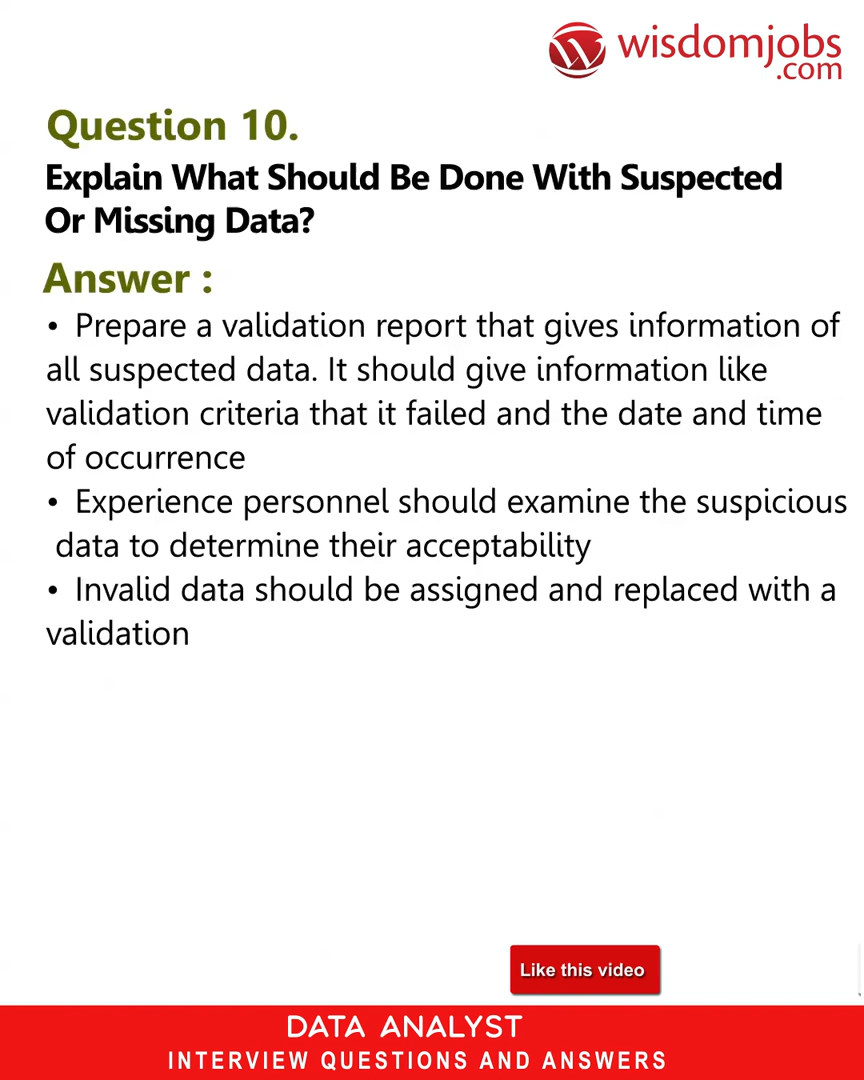 wisdomjobs
.com
Question 10.
Explain What Should Be Done With Suspected
Or Missing Data?
Answer :
• Prepare a validation report that gives information of
all suspected data. It should give information like
validation criteria that it failed and the date and time
of occurrence
• Experience personnel should examine the suspicious
data to determine their acceptability
• Invalid data should be assigned and replaced with a
validation
Like this video
DATA ANALYST
INTERVIEW QUESTIONS AND ANSWERS